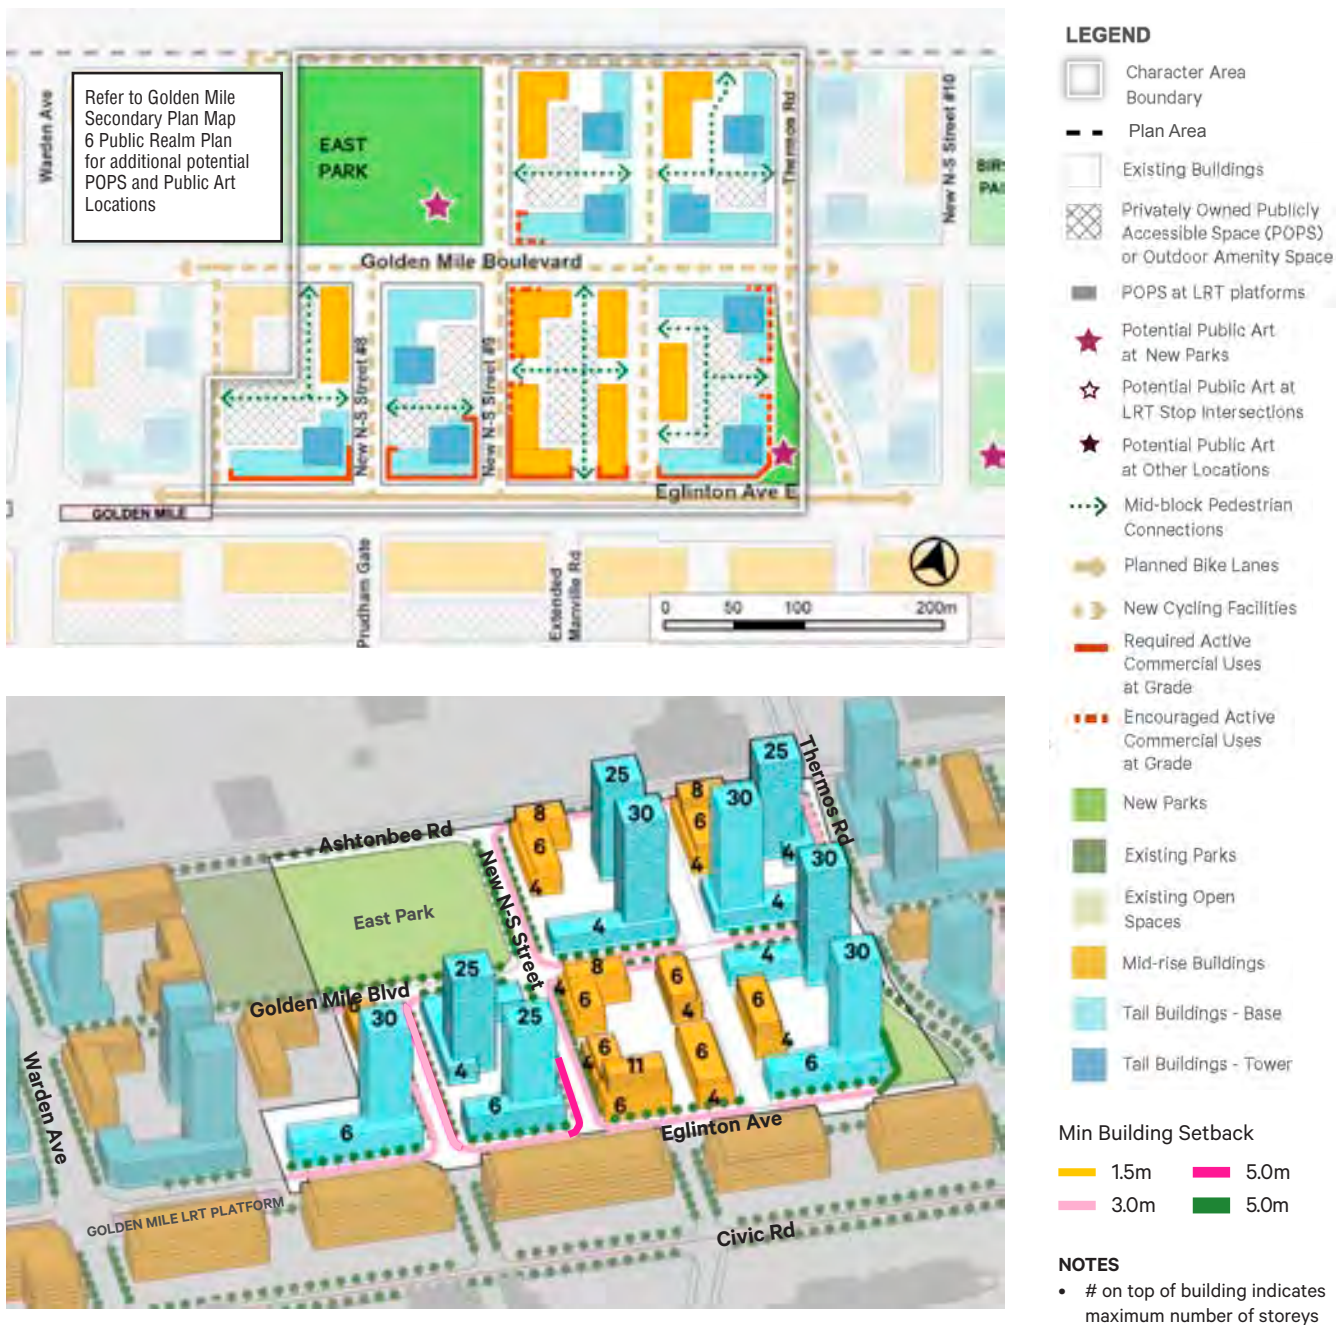 Refer to Golden Mile
Secondary Plan Map
6 Public Realm Plan
for additional potential
POPS and Public Art
Locations
Warden Ave
EAST
PARK
Thermos Rd
New N-S Street #10
Golden Mile Boulevard
New N-S Street #8
New N-S Street #9
Eglinton Ave E
GOLDEN MILE
Prudham Gate
Extended
Manville Rd
0 50 100 200m
LEGEND
Character Area
Boundary
Plan Area
Existing Buildings
Privately Owned Publicly
Accessible Space (POPS)
or Outdoor Amenity Space
POPS at LRT platforms
Potential Public Art
at New Parks
Potential Public Art at
LRT Stop Intersections
Potential Public Art
at Other Locations
Mid-block Pedestrian
Connections
Planned Bike Lanes
New Cycling Facilities
Required Active
Commercial Uses
at Grade
Encouraged Active
Commercial Uses
at Grade
New Parks
Existing Parks
Existing Open
Spaces
Mid-rise Buildings
Tall Buildings - Base
Tall Buildings - Tower
Min Building Setback
1.5m 5.0m
3.0m 5.0m
NOTES
• # on top of building indicates
maximum number of storeys
Ashtonbee Rd
Thermos Rd
East Park
New N-S Street
Golden Mile Blvd
Warden Ave
Eglinton Ave
GOLDEN MILE LRT PLATFORM
Civic Rd
25
25
8
30
8
30
6
6
4
4
4
30
4
4
4
30
25
8
6
4
6
6
30
25
4
6
4
4
6
4
11
6
6
4
6
6
6
4